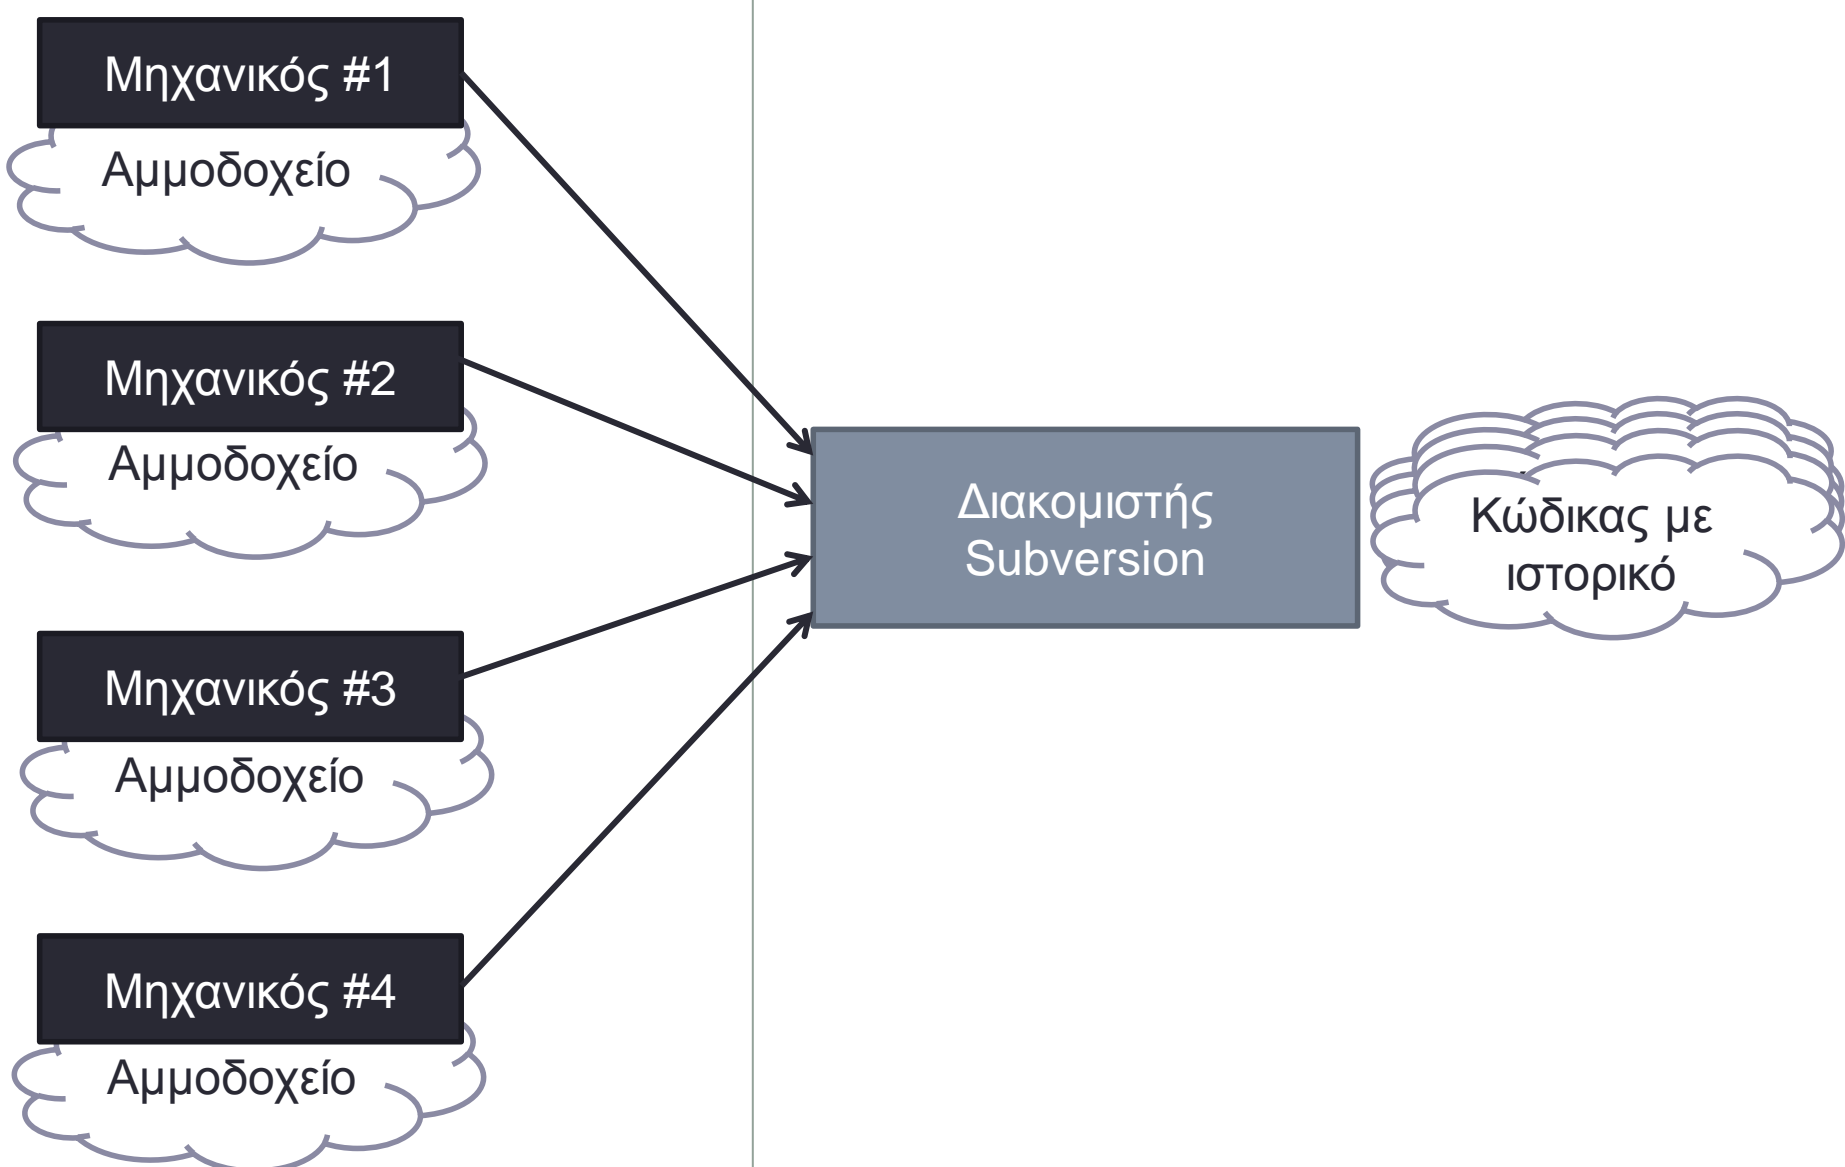 Μηχανικός #1
Αμμοδοχείο
Μηχανικός #2
Αμμοδοχείο
Μηχανικός #3
Αμμοδοχείο
Μηχανικός #4
Αμμοδοχείο
Διακομιστής
Subversion
Κώδικας με
ιστορικό